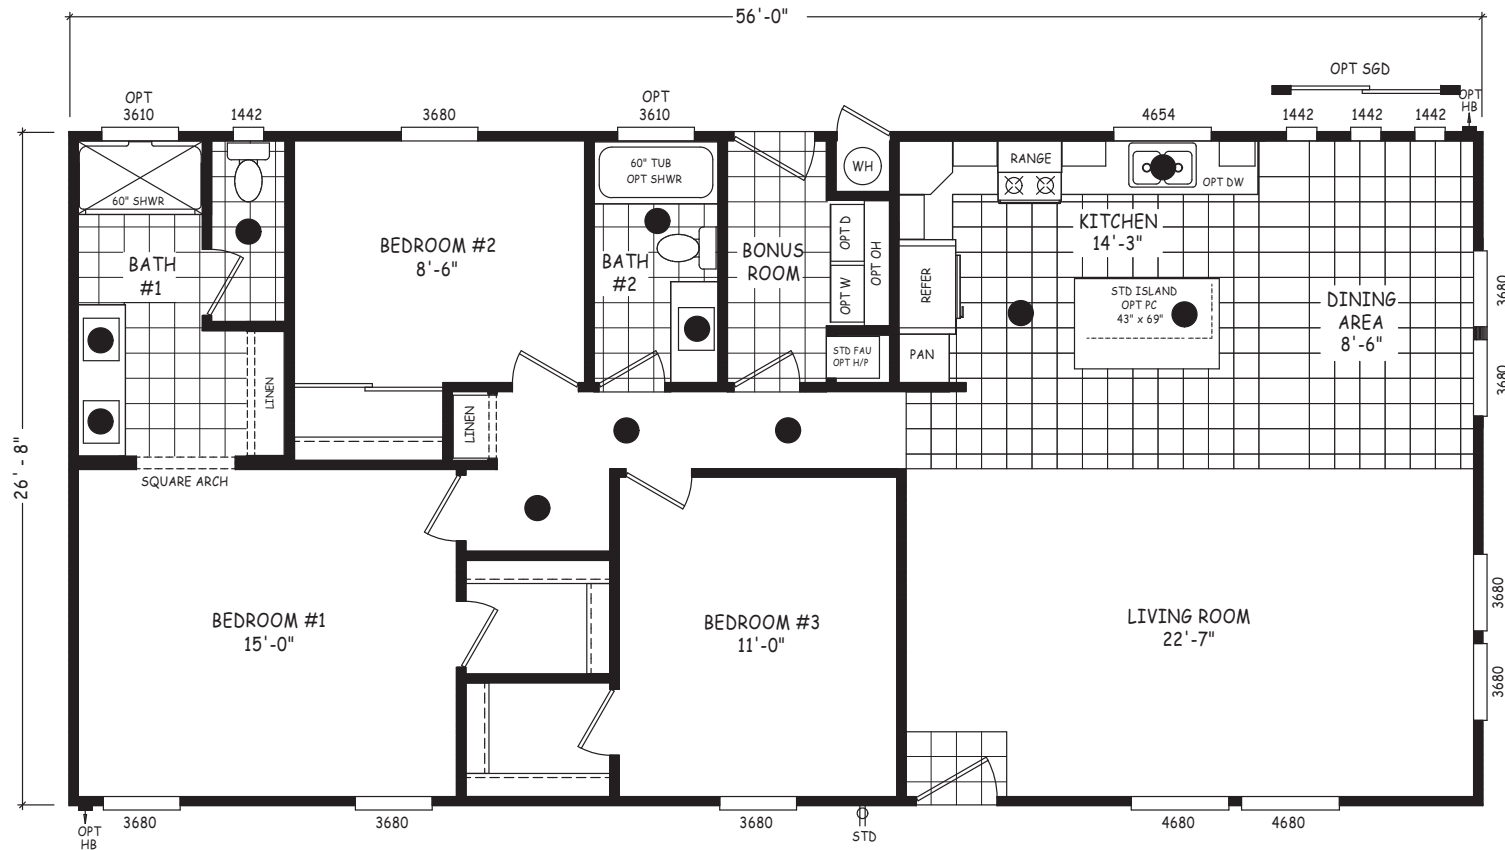 56'-0"
OPT SGD
OPT
3610
1442
3680
OPT
3610
4654
1442
1442
1442
OPT
HB
60" SHWR
60" TUB
OPT SHWR
WH
RANGE
OPT DW
BATH
#1
BEDROOM #2
8'-6"
BATH
#2
BONUS
ROOM
OPT D
OPT W
OPT OH
REFER
KITCHEN
14'-3"
STD ISLAND
OPT PC
43" x 69"
DINING
AREA
8'-6"
3680
3680
STD FAU
OPT H/P
PAN
LINEN
LINEN
26' - 8"
SQUARE ARCH
BEDROOM #1
15'-0"
BEDROOM #3
11'-0"
LIVING ROOM
22'-7"
3680
3680
OPT
HB
3680
3680
3680
STD
4680
4680